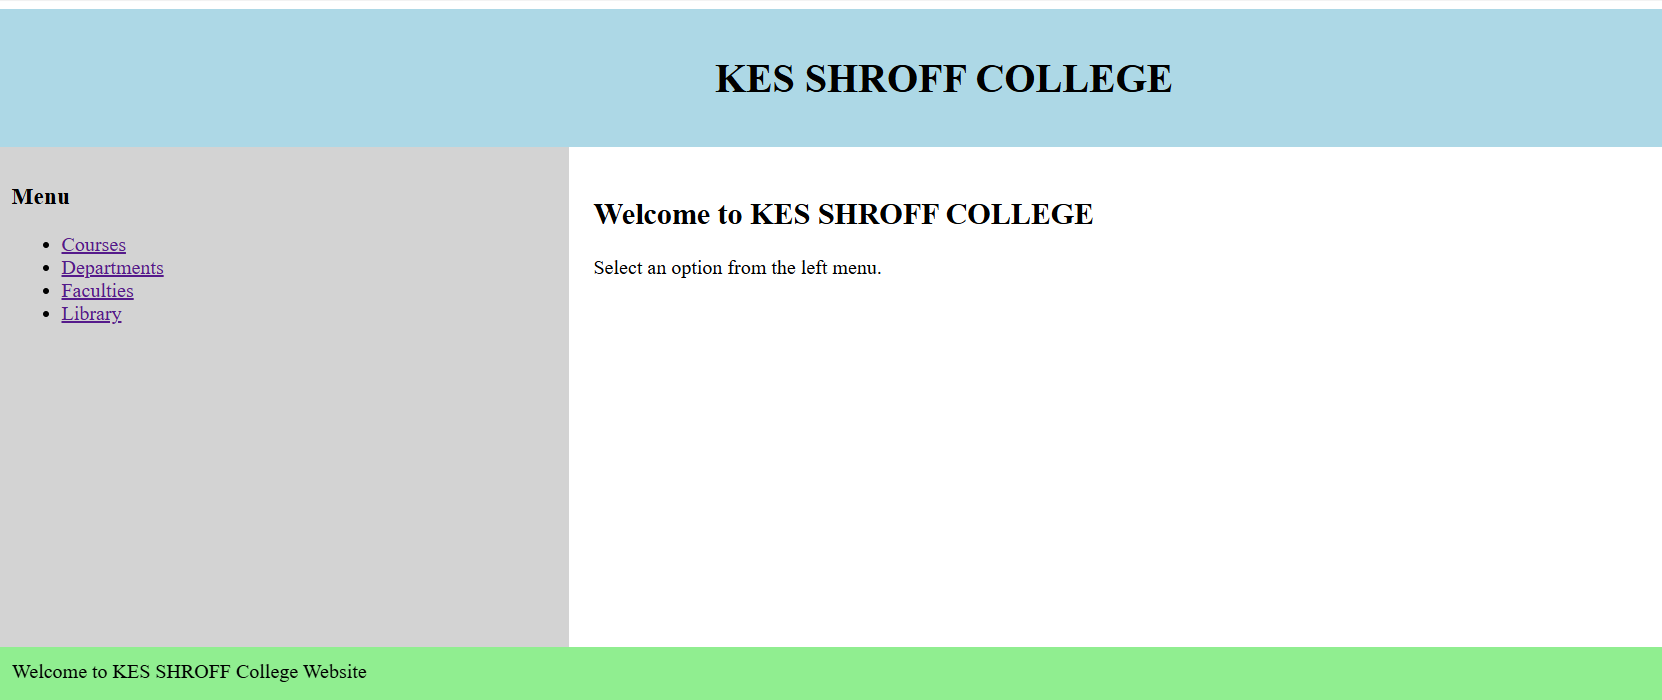 KES SHROFF COLLEGE
Menu
Courses
Departments
Faculties
Library
Welcome to KES SHROFF COLLEGE
Select an option from the left menu.
Welcome to KES SHROFF College Website